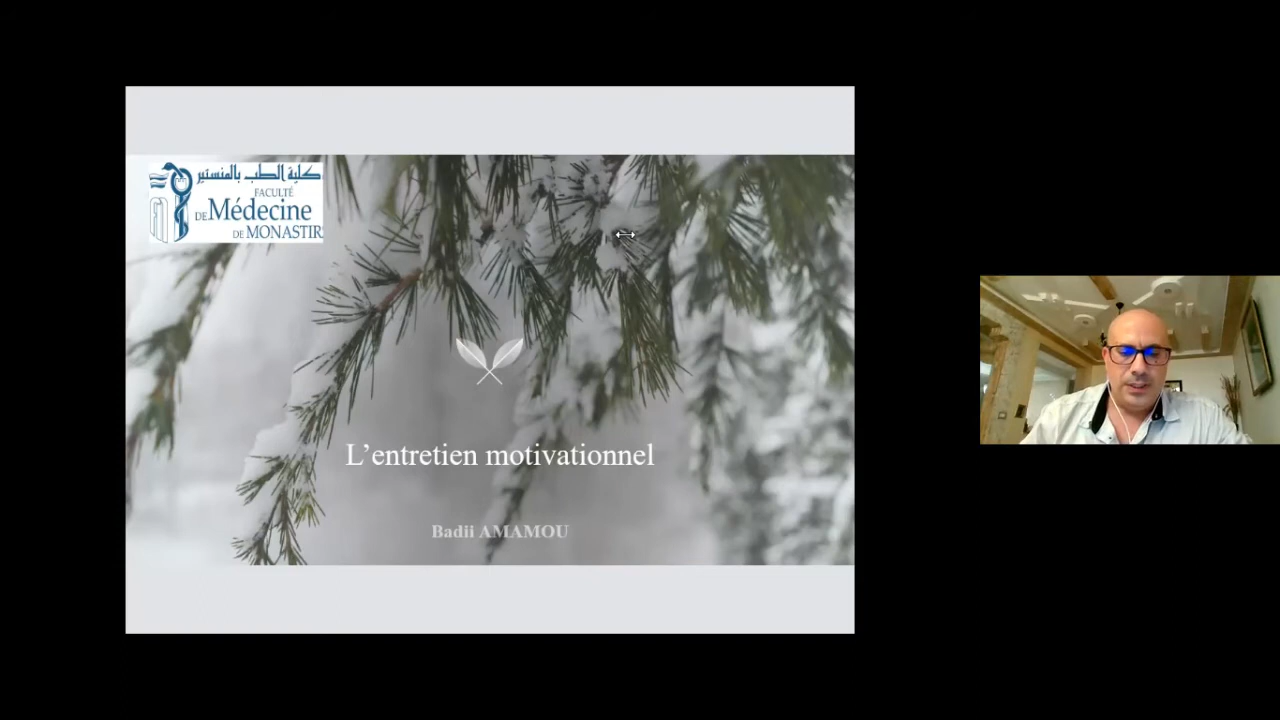 كلية الطب بالمنستير
FACULTÉ
DE Médecine
DE MONASTIR
L’entretien motivationnel
Badii AMAMOU